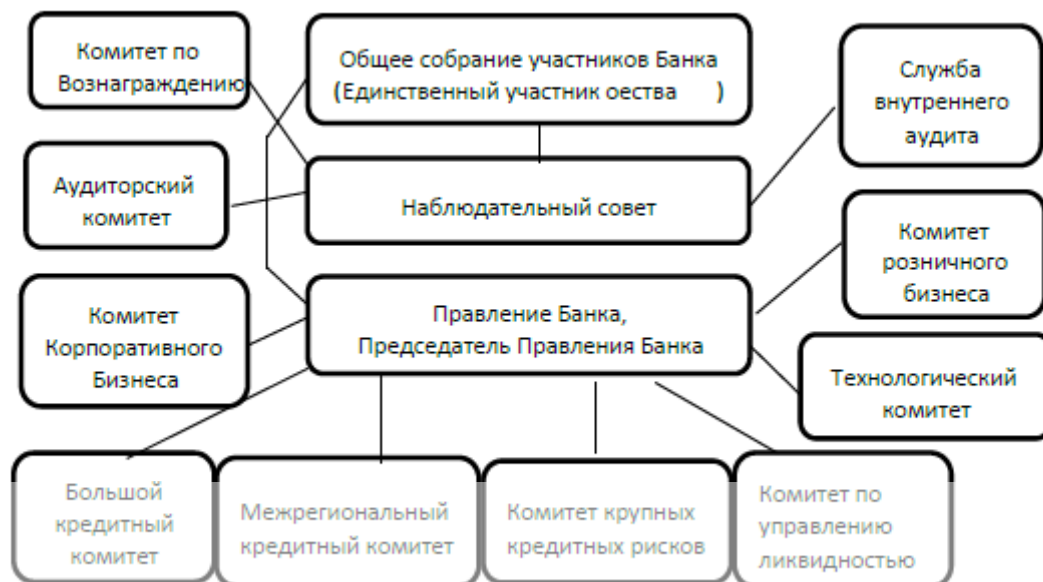 Комитет по
Вознаграждению
Общее собрание участников Банка
(Единственный участник оества )
Служба
внутреннего
аудита
Аудиторский
комитет
Наблюдательный совет
Комитет
розничного
бизнеса
Комитет
Корпоративного
Бизнеса
Правление Банка,
Председатель Правления Банка
Технологический
комитет
Большой
кредитный
комитет
Межрегиональный
кредитный комитет
Комитет крупных
кредитных рисков
Комитет по
управлению
ликвидностью